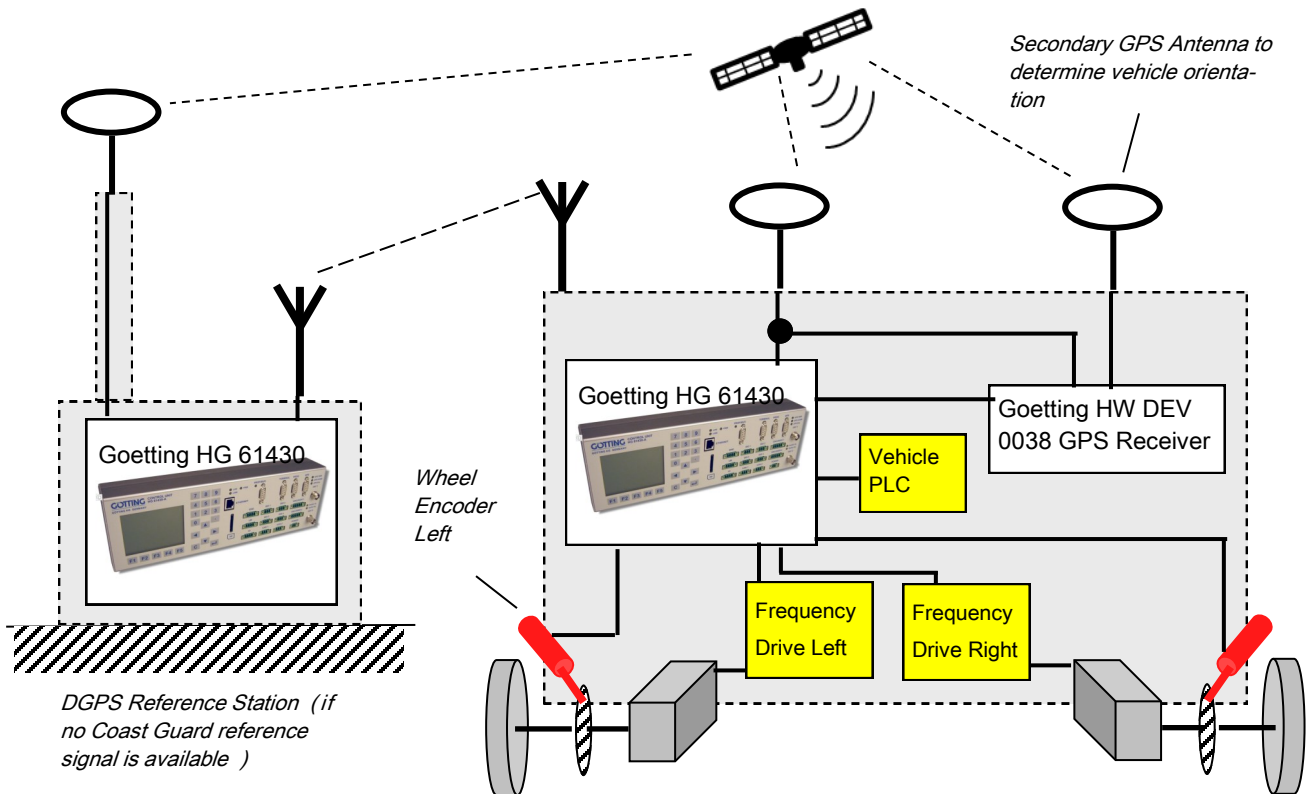 Secondary GPS Antenna to
determine vehicle orienta-
tion
Goetting HG 61430
GÖTTING
Goetting HG 61430
GÖTTING
Goetting HW DEV
0038 GPS Receiver
Vehicle
PLC
Wheel
Encoder
Left
Frequency
Drive Left
Frequency
Drive Right
DGPS Reference Station (if
no Coast Guard reference
signal is available )